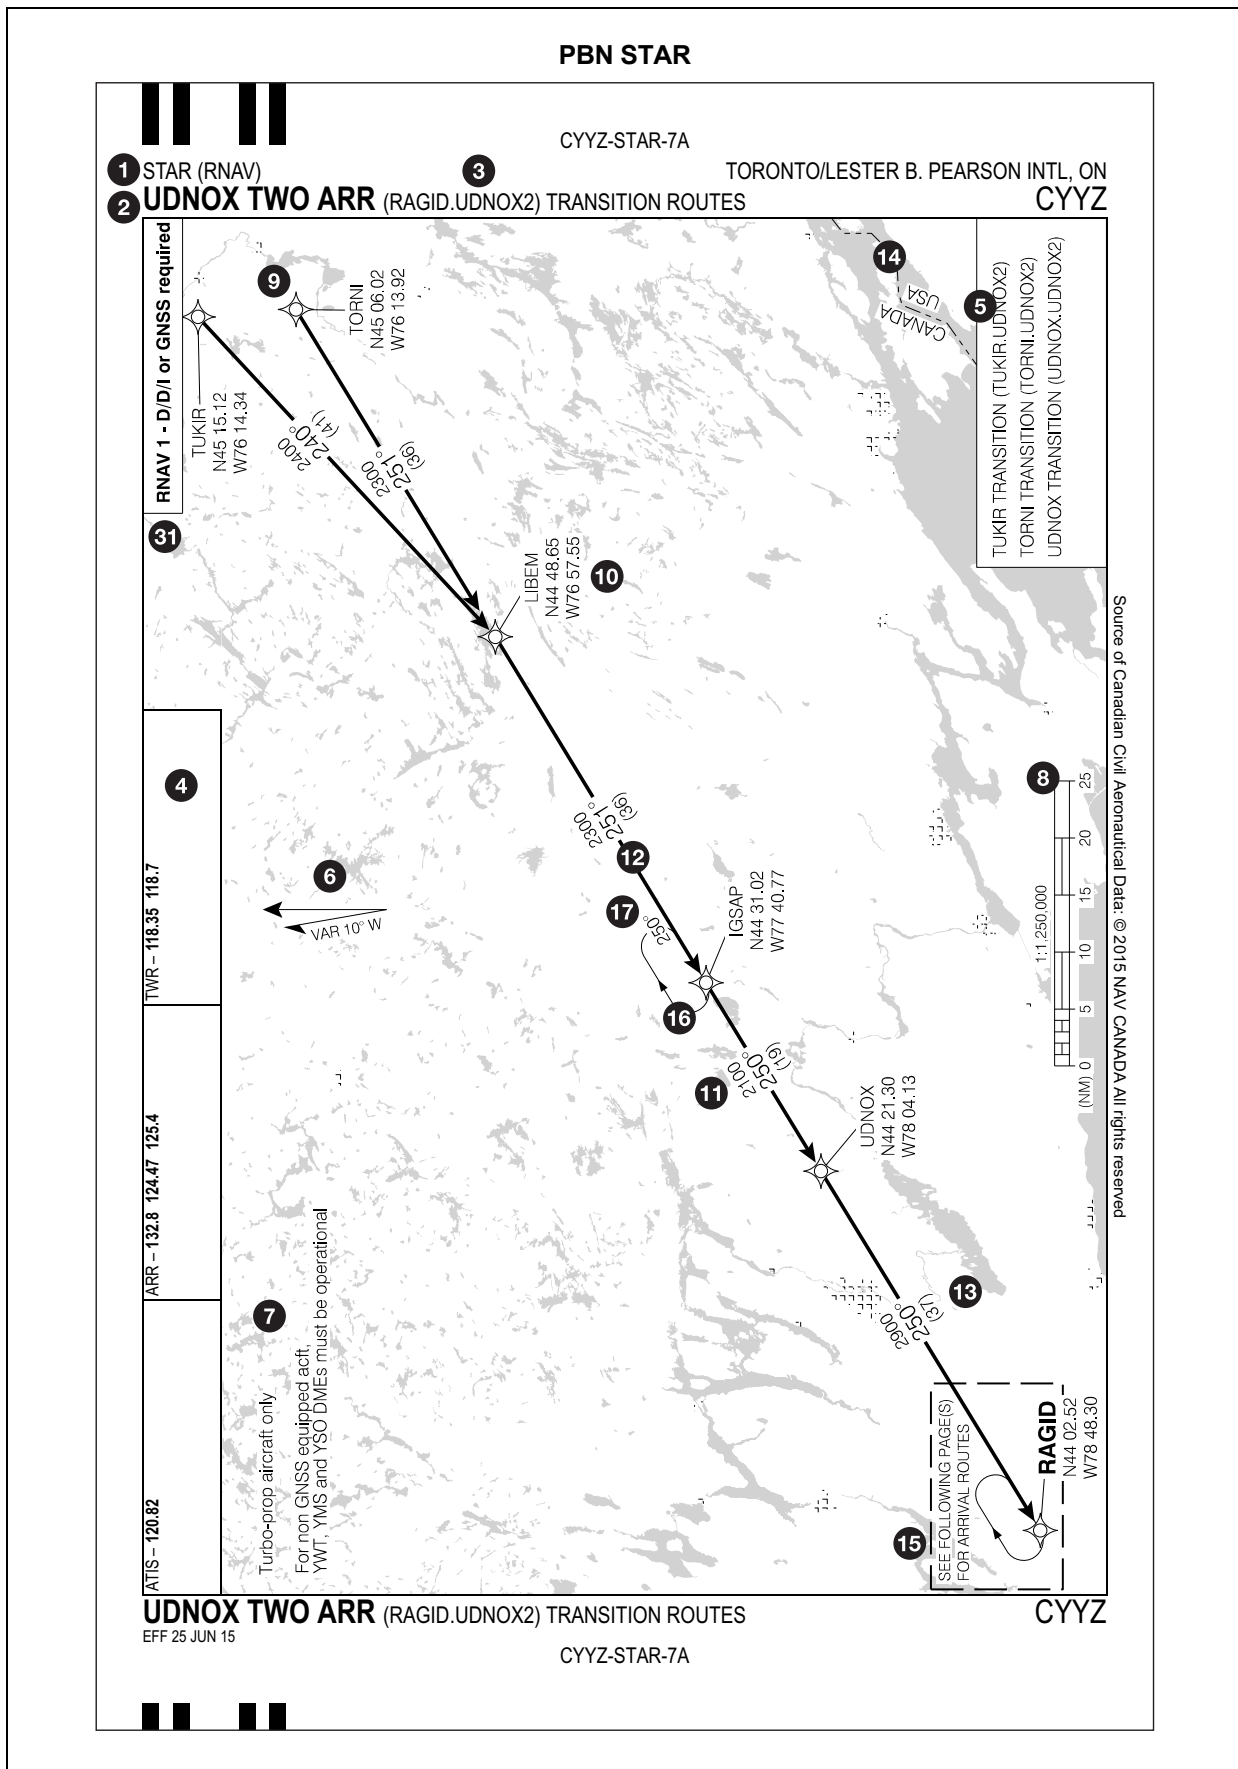 PBN STAR
CYYZ-STAR-7A
1 STAR (RNAV)
3
TORONTO/LESTER B. PEARSON INTL, ON
2 UDNOX TWO ARR (RAGID.UDNOX2) TRANSITION ROUTES
CYYZ
RNAV 1 - D/D/I or GNSS required
31
TUKIR
N45 15.12
W76 14.34
9
TORNI
N45 06.02
W76 13.92
2400
240°
(41)
2300
251°
(36)
14
CANADA
USA
5
TUKIR TRANSITION (TUKIR.UDNOX2)
TORNI TRANSITION (TORNI.UDNOX2)
UDNOX TRANSITION (UDNOX.UDNOX2)
LIBEM
N44 48.65
W76 57.55
10
4
TWR – 118.35 118.7
ARR – 132.8 124.47 125.4
ATIS – 120.82
6
VAR 10° W
2300
251°
(36)
12
17
250°
IGSAP
N44 31.02
W77 40.77
16
8
1:1,250,000
(NM) 0 5 10 15 20 25
11
2100
250°
(19)
UDNOX
N44 21.30
W78 04.13
7
Turbo-prop aircraft only
For non GNSS equipped acft,
YWT, YMS and YSO DMEs must be operational
13
2900
250°
(37)
15
SEE FOLLOWING PAGE(S)
FOR ARRIVAL ROUTES
RAGID
N44 02.52
W78 48.30
Source of Canadian Civil Aeronautical Data: © 2015 NAV CANADA All rights reserved
UDNOX TWO ARR (RAGID.UDNOX2) TRANSITION ROUTES
CYYZ
EFF 25 JUN 15
CYYZ-STAR-7A